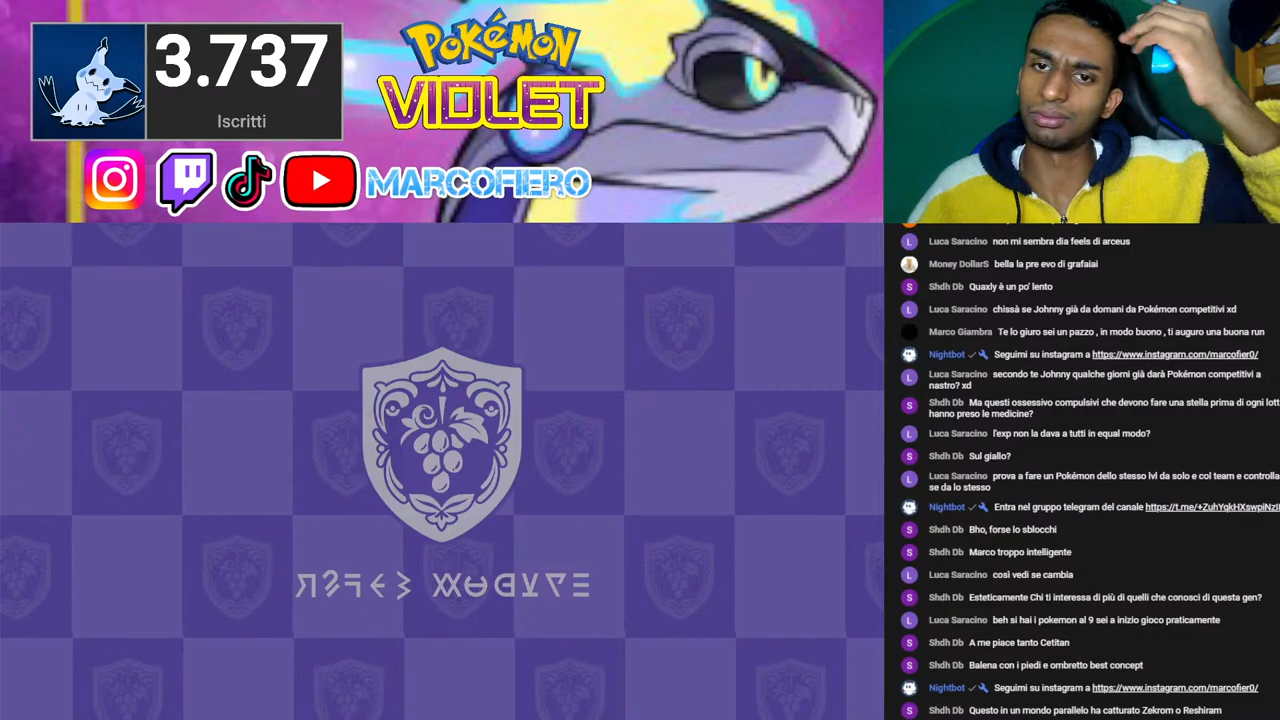 3.737
Iscritti
POKéMON
VIOLET
MARCOFIERO
Luca Saracino non mi sembra dia feels di arceus
Money DollarS bella la pre evo di grafaiai
Shdh Db Quaxly è un po' lento
Luca Saracino chissà se Johnny già da domani da Pokémon competitivi xd
Marco Giambra Te lo giuro sei un pazzo , in modo buono , ti auguro una buona run
Nightbot Seguimi su instagram a https://www.instagram.com/marcofier0/
Luca Saracino secondo te Johnny qualche giorni già darà Pokémon competitivi a
nastro? xd
Shdh Db Ma questi ossessivo compulsivi che devono fare una stella prima di ogni lott
hanno preso le medicine?
Luca Saracino l'exp non la dava a tutti in equal modo?
Shdh Db Sul giallo?
Luca Saracino prova a fare un Pokémon dello stesso lvl da solo e col team e controlla
se da lo stesso
Nightbot Entra nel gruppo telegram del canale
Shdh Db Bho, forse lo sblocchi
Shdh Db Marco troppo intelligente
Luca Saracino così vedi se cambia
Shdh Db Esteticamente Chi ti interessa di più di quelli che conosci di questa gen?
Luca Saracino beh si hai i pokemon al 9 sei a inizio gioco praticamente
Shdh Db A me piace tanto Cetitan
Shdh Db Balena con i piedi e ombretto best concept
Nightbot Seguimi su instagram a https://www.instagram.com/marcofier0/
Shdh Db Questo in un mondo parallelo ha catturato Zekrom o Reshiram